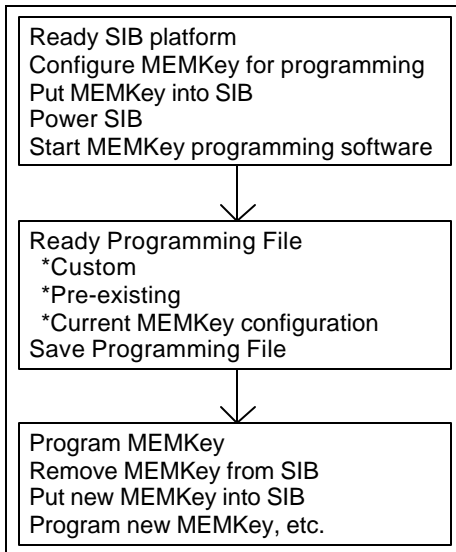 Ready SIB platform
Configure MEMKey for programming
Put MEMKey into SIB
Power SIB
Start MEMKey programming software
Ready Programming File
*Custom
*Pre-existing
*Current MEMKey configuration
Save Programming File
Program MEMKey
Remove MEMKey from SIB
Put new MEMKey into SIB
Program new MEMKey, etc.